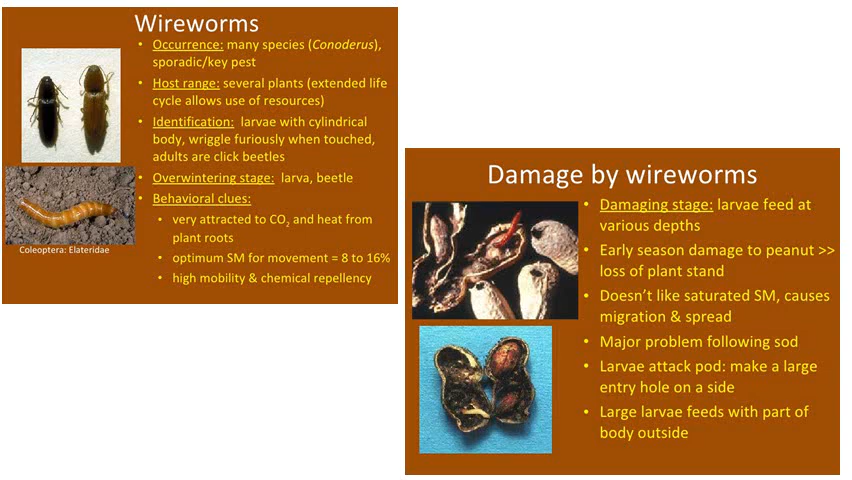 Wireworms
• Occurrence: many species (Conoderus),
sporadic/key pest
• Host range: several plants (extended life
cycle allows use of resources)
• Identification: larvae with cylindrical
body, wriggle furiously when touched,
adults are click beetles
• Overwintering stage: larva, beetle
• Behavioral clues:
• very attracted to CO₂ and heat from
plant roots
• optimum SM for movement = 8 to 16%
• high mobility & chemical repellency
Coleoptera: Elateridae
Damage by wireworms
• Damaging stage: larvae feed at
various depths
• Early season damage to peanut >>
loss of plant stand
• Doesn’t like saturated SM, causes
migration & spread
• Major problem following sod
• Larvae attack pod: make a large
entry hole on a side
• Large larvae feeds with part of
body outside